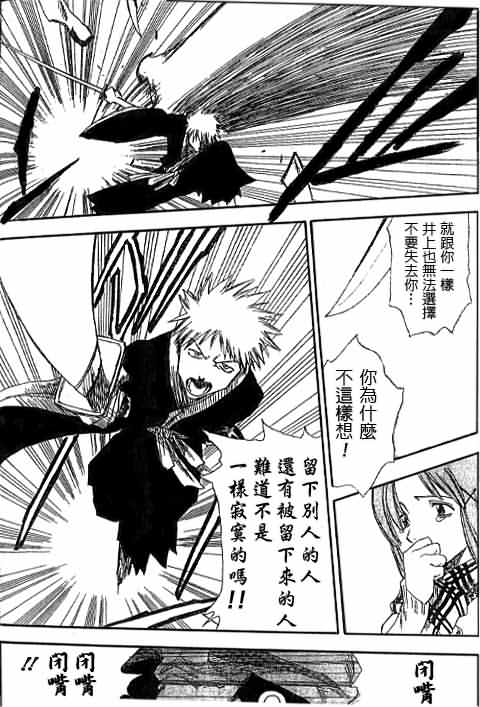 就跟你一樣
井上也無法選擇
不要失去你…
你為什麼
不這樣想！
留下別人的人
還有被留下來的人
難道不是
一樣寂寞的嗎!!
閉嘴
閉嘴
閉嘴
!!